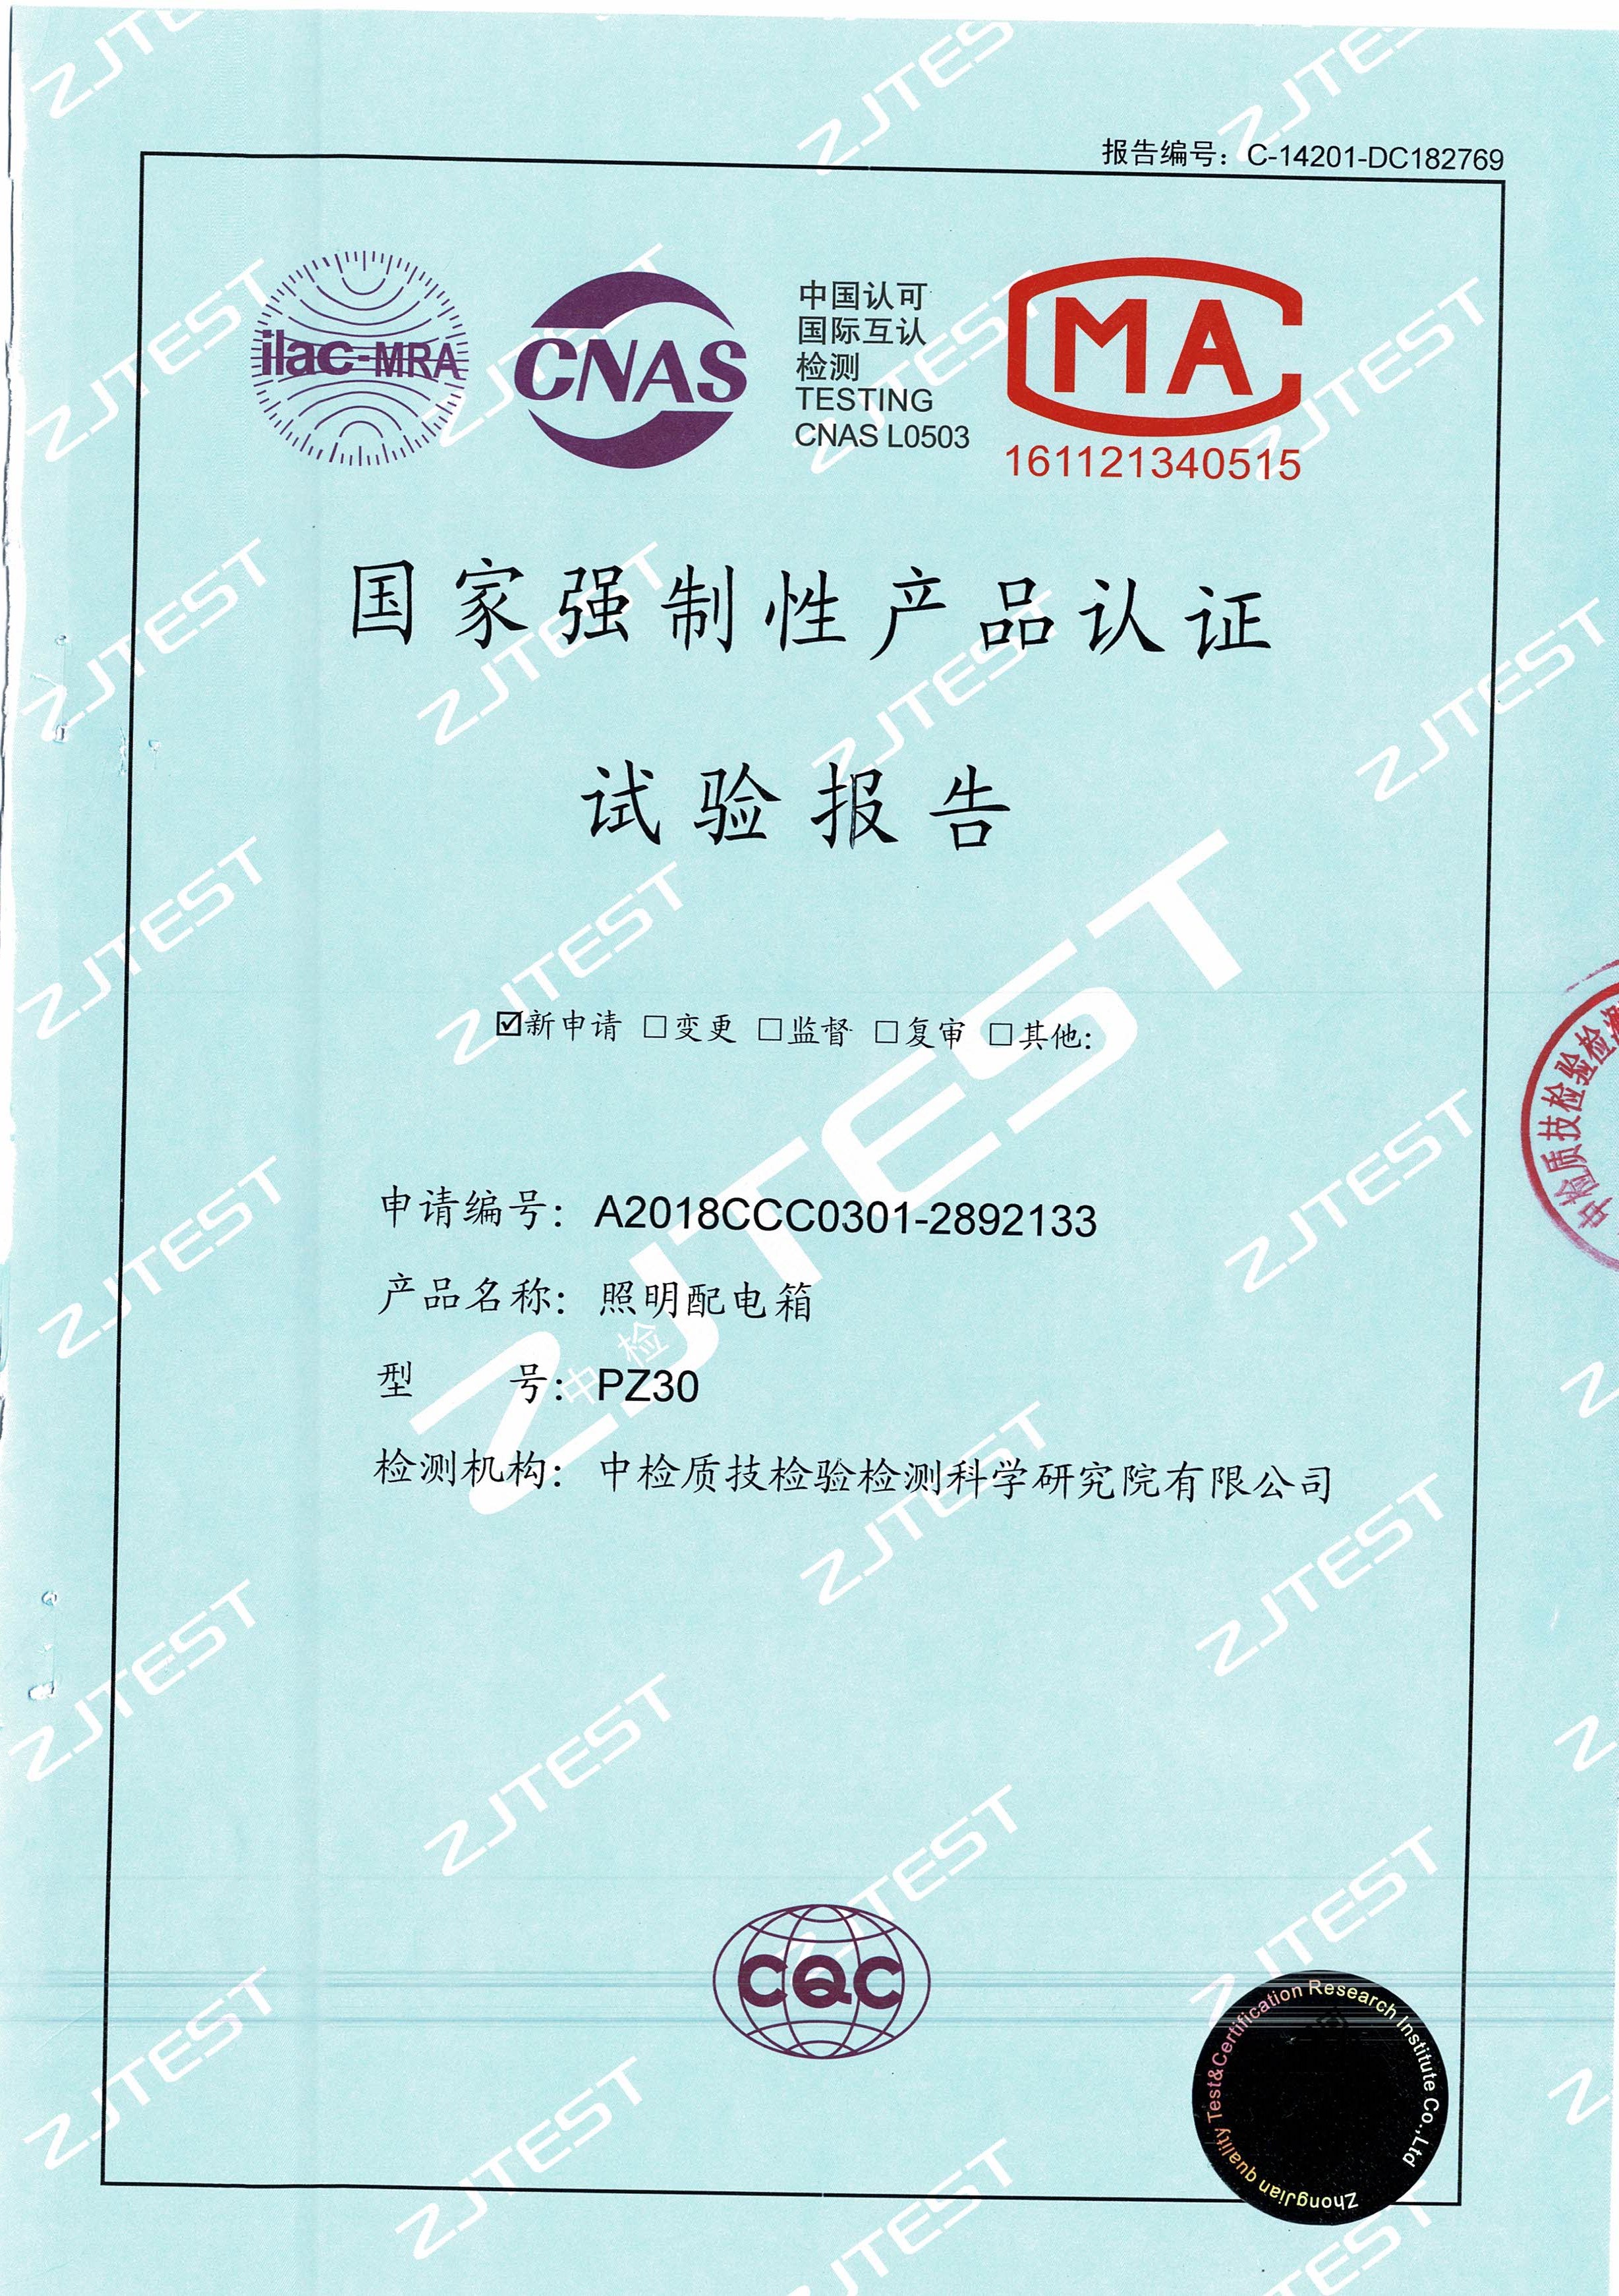 报告编号：C-14201-DC182769
ilac-MRA
CNAS
中国认可
国际互认
检测
TESTING
CNAS L0503
MA
161121340515
国家强制性产品认证
试验报告
☑新申请 □变更 □监督 □复审 □其他:
申请编号：A2018CCC0301-2892133
产品名称：照明配电箱
型 号：PZ30
检测机构：中检质技检验检测科学研究院有限公司
ZJTEST
中检
中检质技检验检测
CQC
ZhongJian quality Test&Certification Research Institute Co.,Ltd